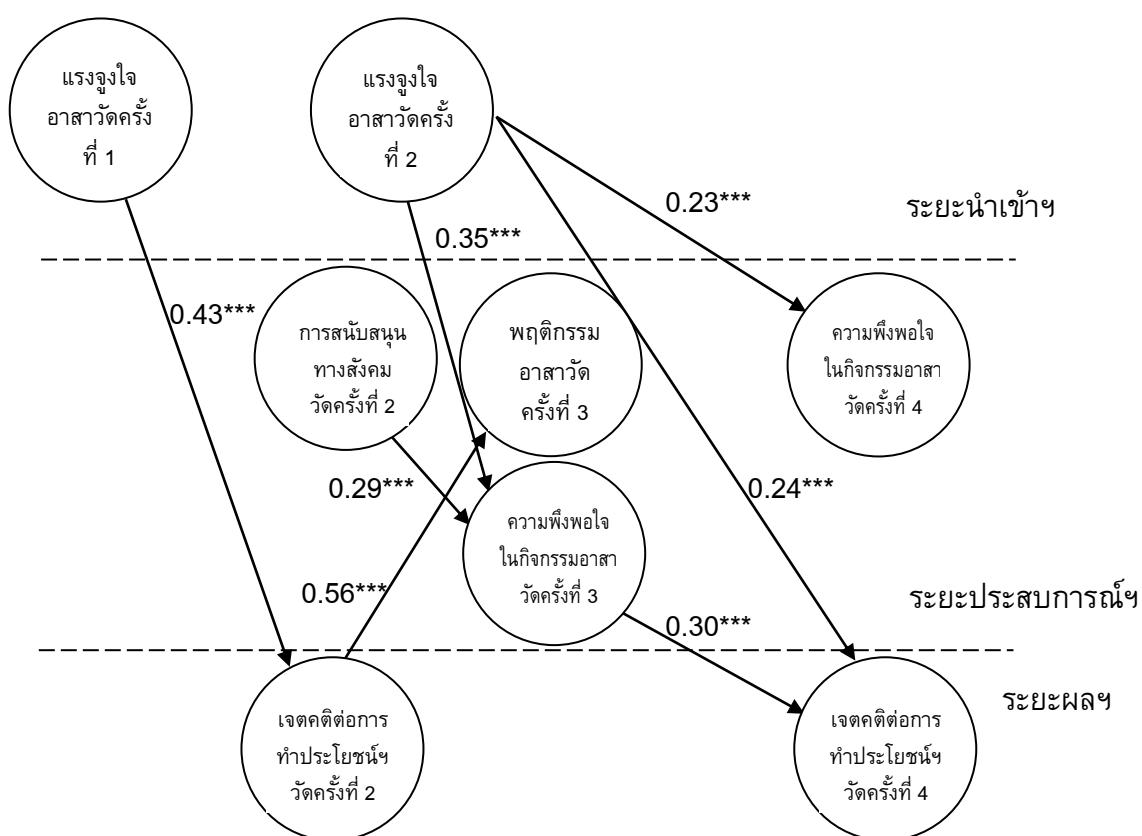 แรงจูงใจ
อาสาวัดครั้ง
ที่ 1
แรงจูงใจ
อาสาวัดครั้ง
ที่ 2
0.23***
ระยะนำเข้าฯ
0.35***
0.43***
การสนับสนุน
ทางสังคม
วัดครั้งที่ 2
พฤติกรรม
อาสาวัด
ครั้งที่ 3
ความพึงพอใจ
ในกิจกรรมอาสา
วัดครั้งที่ 4
0.29***
0.24***
ความพึงพอใจ
ในกิจกรรมอาสา
วัดครั้งที่ 3
0.56***
ระยะประสบการณ์ฯ
0.30***
ระยะผลฯ
เจตคติต่อการ
ทำประโยชน์ฯ
วัดครั้งที่ 2
เจตคติต่อการ
ทำประโยชน์ฯ
วัดครั้งที่ 4